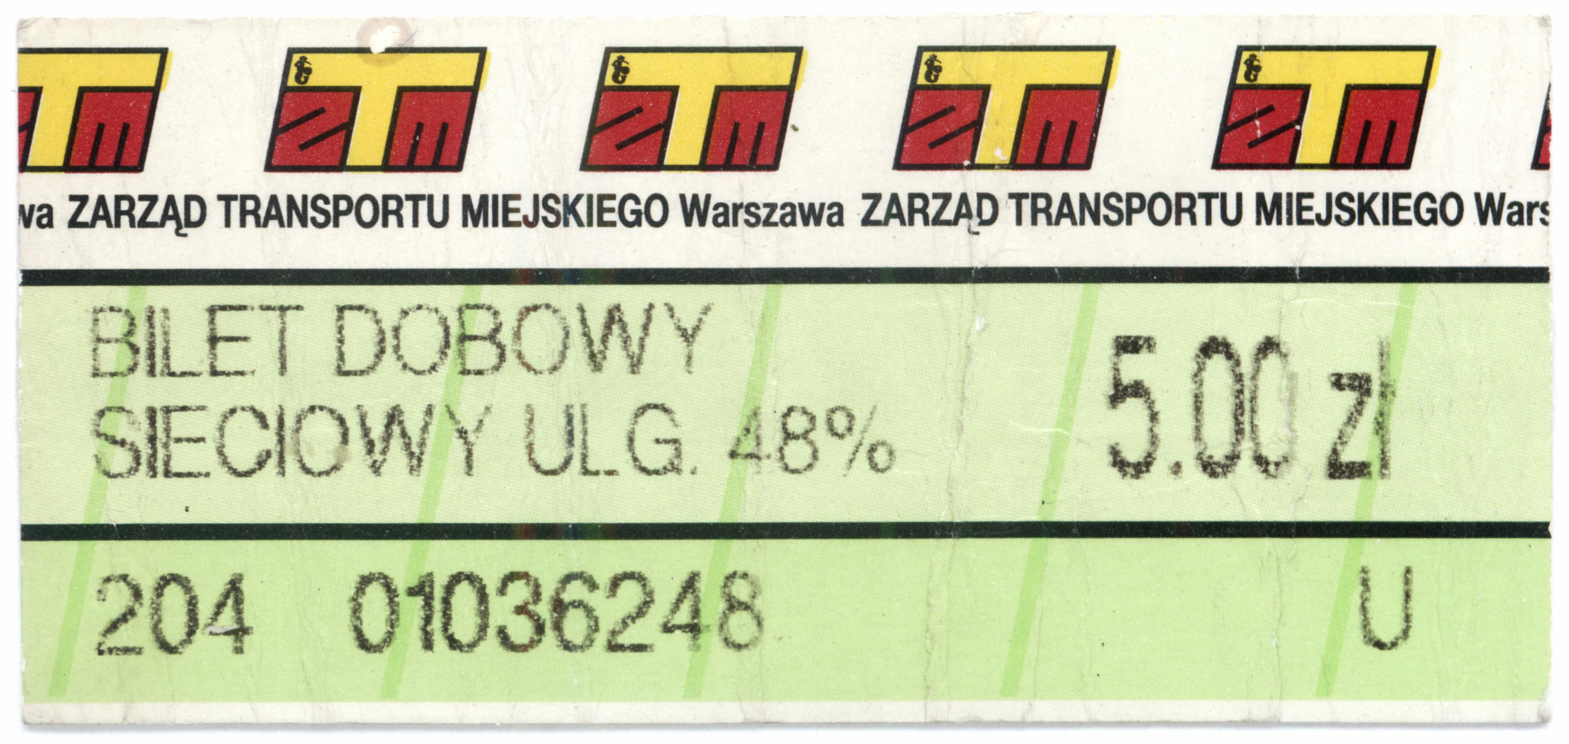 zTm zTm zTm zTm zTm
wa ZARZĄD TRANSPORTU MIEJSKIEGO Warszawa ZARZĄD TRANSPORTU MIEJSKIEGO Wars
BILET DOBOWY
SIECIOWY ULG. 48%
5.00 zł
204 01036248 U